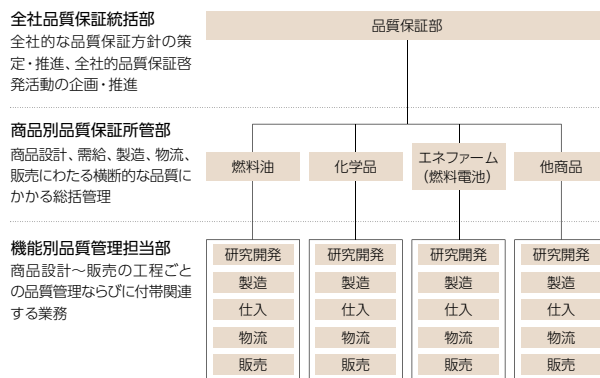 全社品質保証統括部
全社的な品質保証方針の策
定・推進、全社的品質保証啓
発活動の企画・推進
品質保証部
商品別品質保証所管部
商品設計、需給、製造、物流、
販売にわたる横断的な品質に
かかる総括管理
燃料油
化学品
エネファーム
（燃料電池）
他商品
機能別品質管理担当部
商品設計～販売の工程ごと
の品質管理ならびに付帯関連
する業務
研究開発
製造
仕入
物流
販売
研究開発
製造
仕入
物流
販売
研究開発
製造
仕入
物流
販売
研究開発
製造
仕入
物流
販売